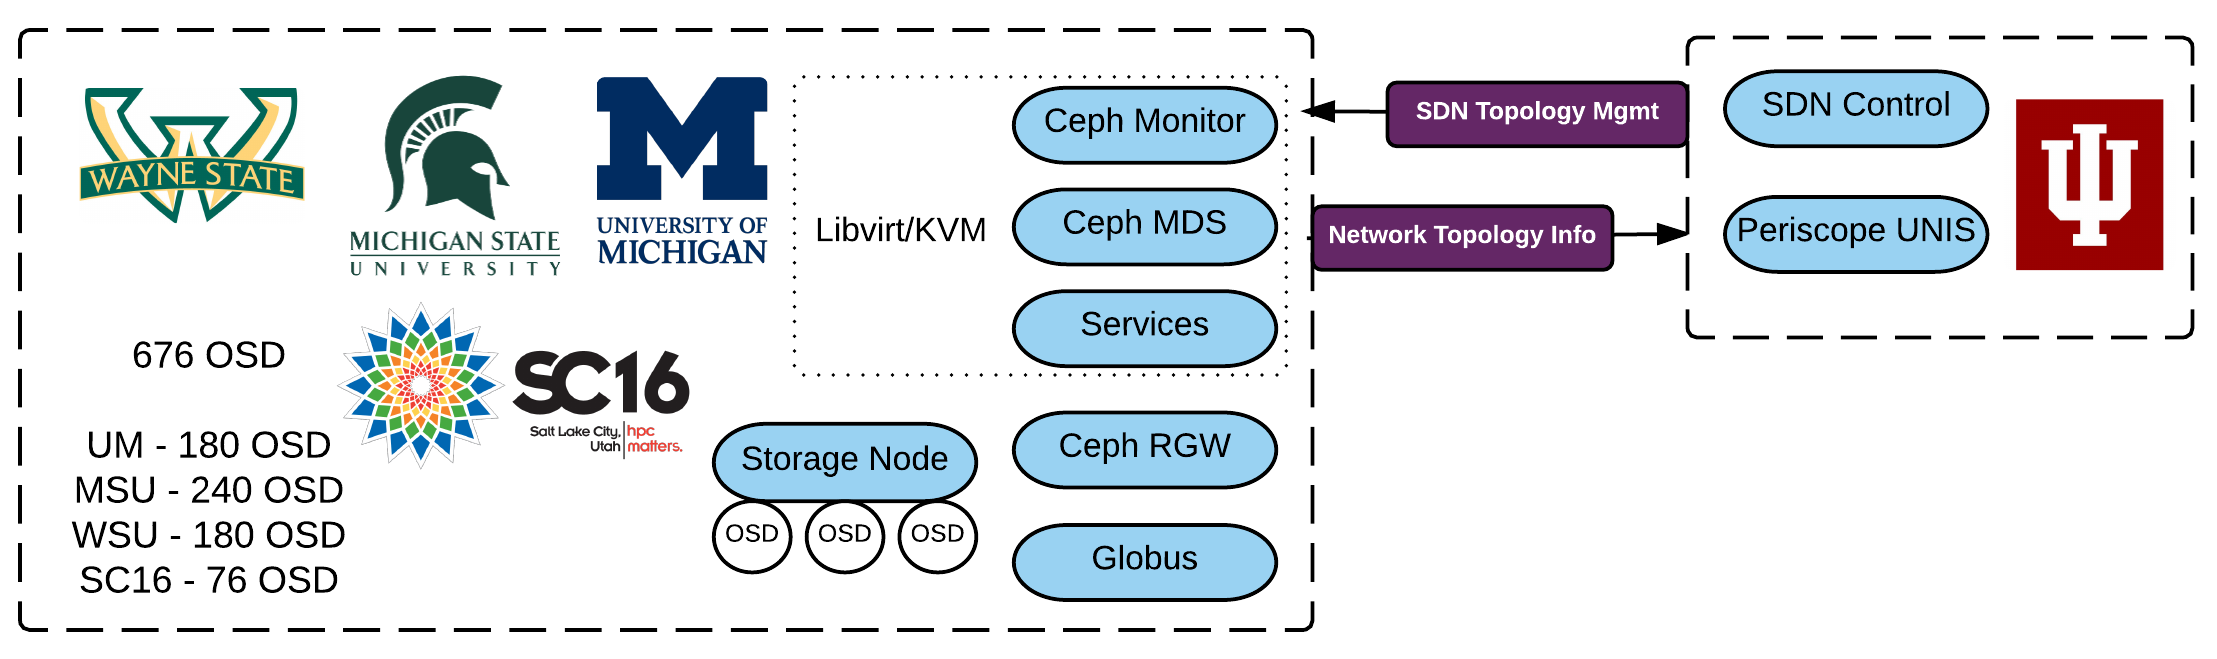 WAYNE STATE
MICHIGAN STATE
UNIVERSITY
UNIVERSITY OF
MICHIGAN
676 OSD
UM - 180 OSD
MSU - 240 OSD
WSU - 180 OSD
SC16 - 76 OSD
SC16
Salt Lake City, hpc
Utah matters.
Libvirt/KVM
Ceph Monitor
Ceph MDS
Services
Storage Node
OSD OSD OSD
Ceph RGW
Globus
SDN Topology Mgmt
Network Topology Info
SDN Control
Periscope UNIS